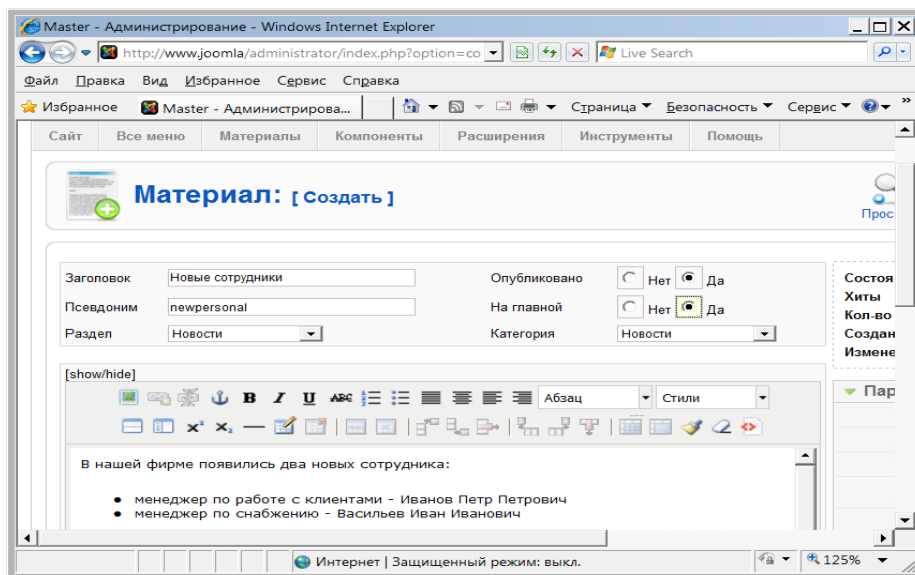 Master - Администрирование - Windows Internet Explorer
http://www.joomla/administrator/index.php?option=co Live Search
Файл Правка Вид Избранное Сервис Справка
Избранное Master - Администрирова... Страница Безопасность Сервис »
Сайт Все меню Материалы Компоненты Расширения Инструменты Помощь
Материал: [ Создать ]
Прос
Заголовок Новые сотрудники Опубликовано Нет Да Состоя
Псевдоним newpersonal На главной Нет Да Хиты
Кол-во
Раздел Новости Категория Новости Создан
Измене
[show/hide]
B I U ABC Абзац Стили Пар
x² x₂
В нашей фирме появились два новых сотрудника:
● менеджер по работе с клиентами - Иванов Петр Петрович
● менеджер по снабжению - Васильев Иван Иванович
Интернет | Защищенный режим: выкл. 125%